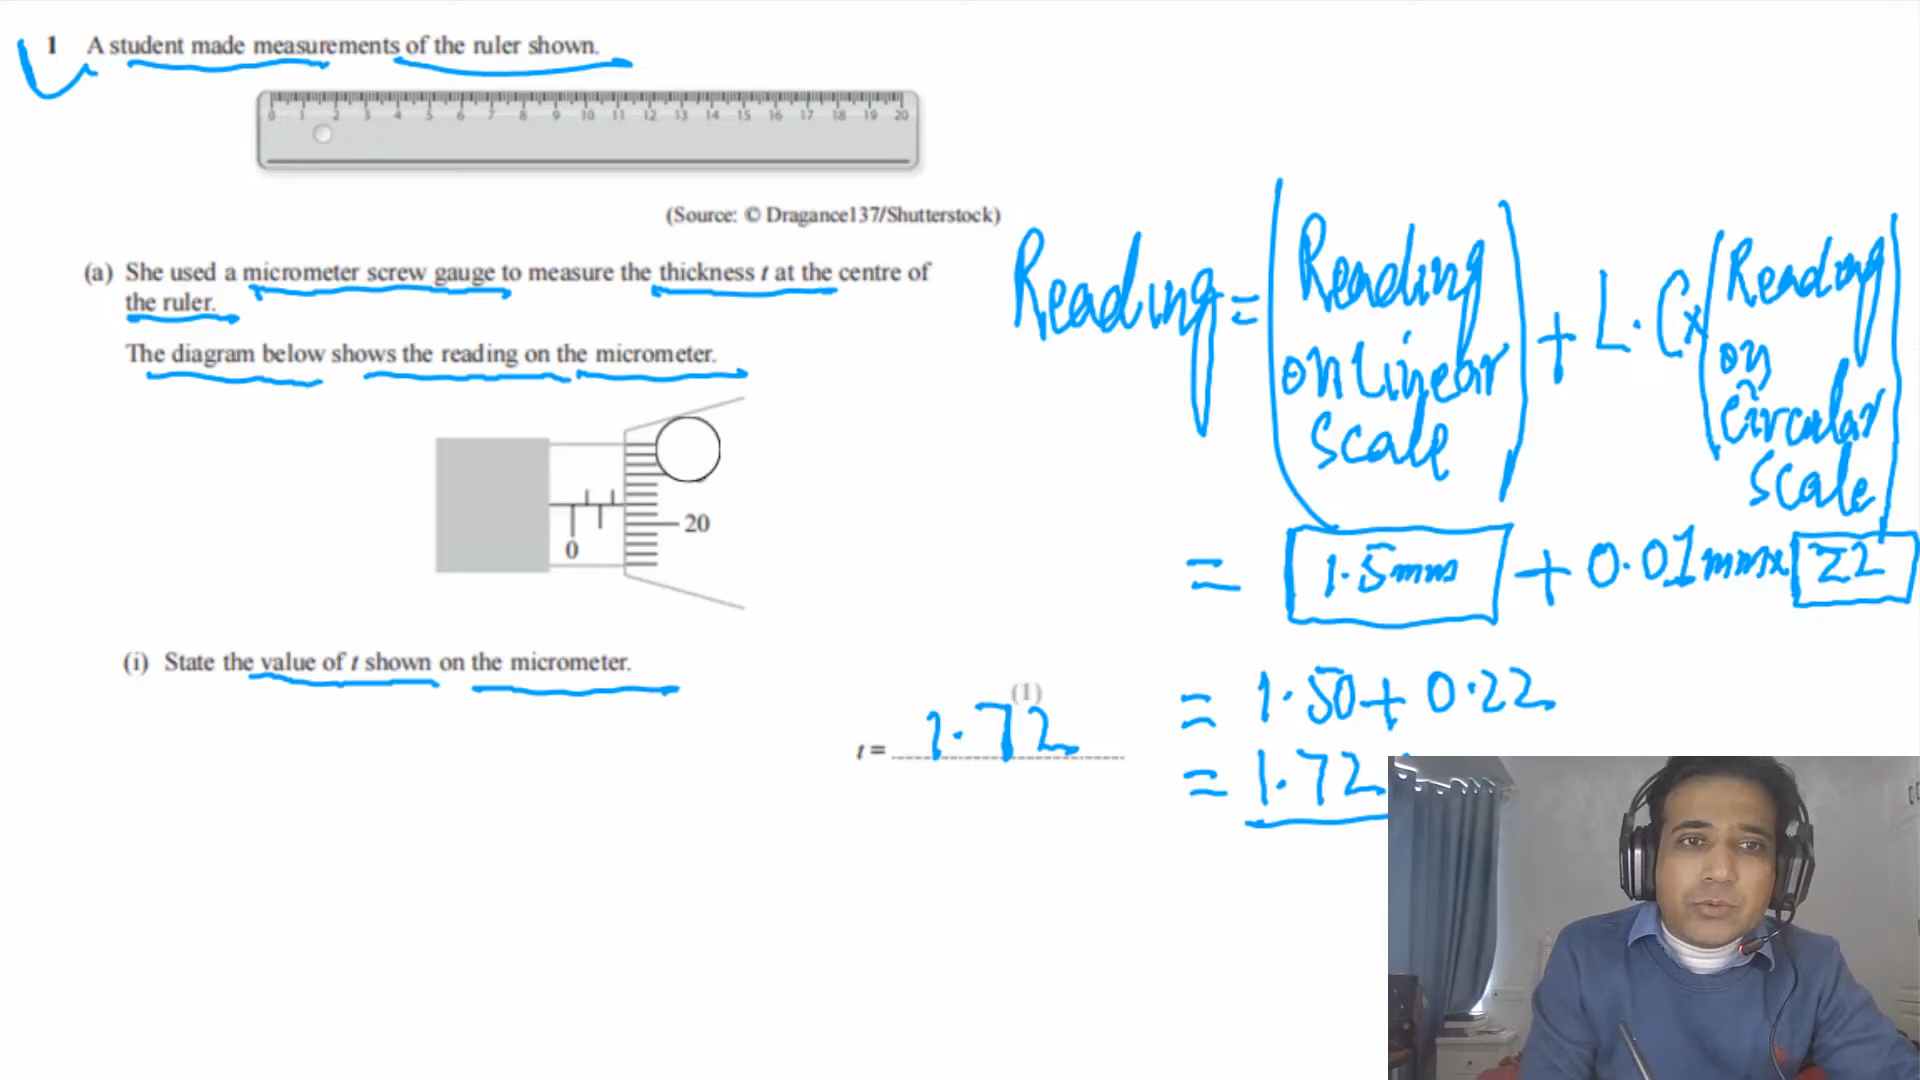 1 A student made measurements of the ruler shown.
0 1 2 3 4 5 6 7 8 9 10 11 12 13 14 15 16 17 18 19 20
(Source: © Dragance137/Shutterstock)
(a) She used a micrometer screw gauge to measure the thickness t at the centre of
the ruler.
The diagram below shows the reading on the micrometer.
20
0
(i) State the value of t shown on the micrometer.
(1)
t = 1.72
Reading = (Reading on linear scale) + L.C x (Reading on circular scale)
= 1.5mm + 0.01mm x 22
= 1.50 + 0.22
= 1.72